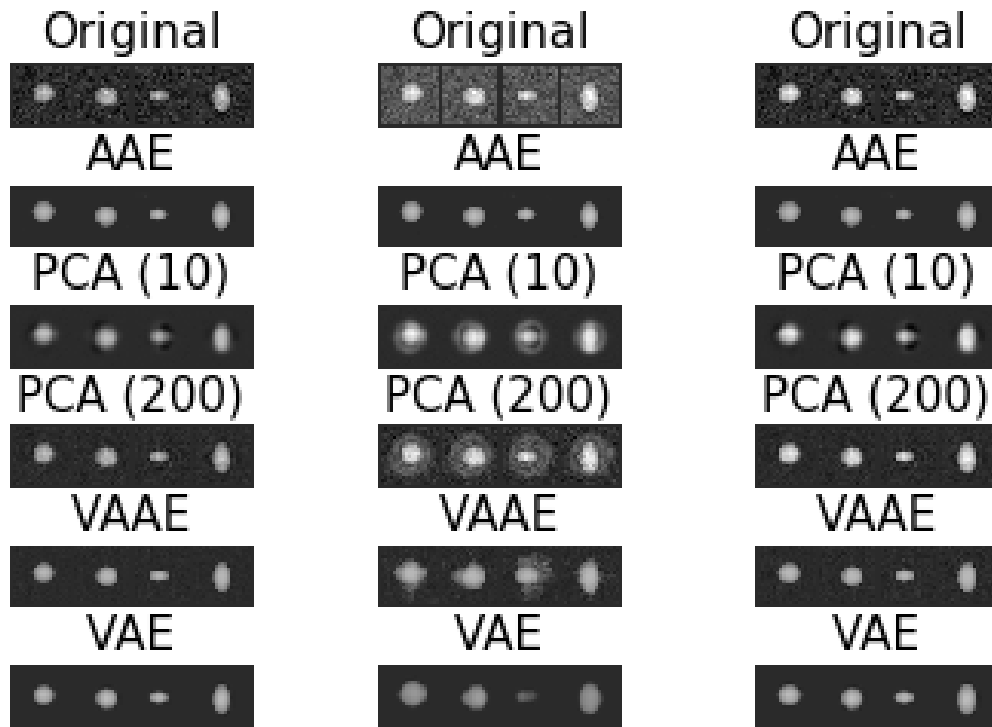 Original Original Original
AAE AAE AAE
PCA (10) PCA (10) PCA (10)
PCA (200) PCA (200) PCA (200)
VAAE VAAE VAAE
VAE VAE VAE